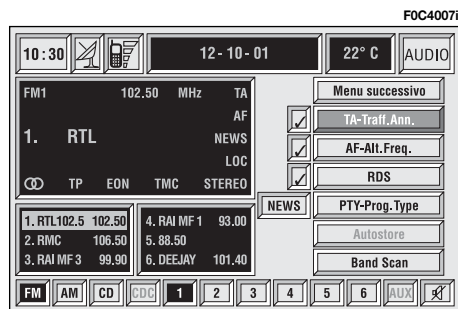 F0C4007i
10:30 12-10-01 22° C AUDIO
FM1 102.50 MHz TA
AF
1. RTL NEWS
LOC
TP EON TMC STEREO
Menu successivo
TA-Traff.Ann.
AF-Alt.Freq.
RDS
NEWS PTY-Prog.Type
Autostore
Band Scan
1. RTL102.5 102.50
2. RMC 106.50
3. RAI MF 3 99.90
4. RAI MF 1 93.00
5. 88.50
6. DEEJAY 101.40
FM AM CD CDC 1 2 3 4 5 6 AUX